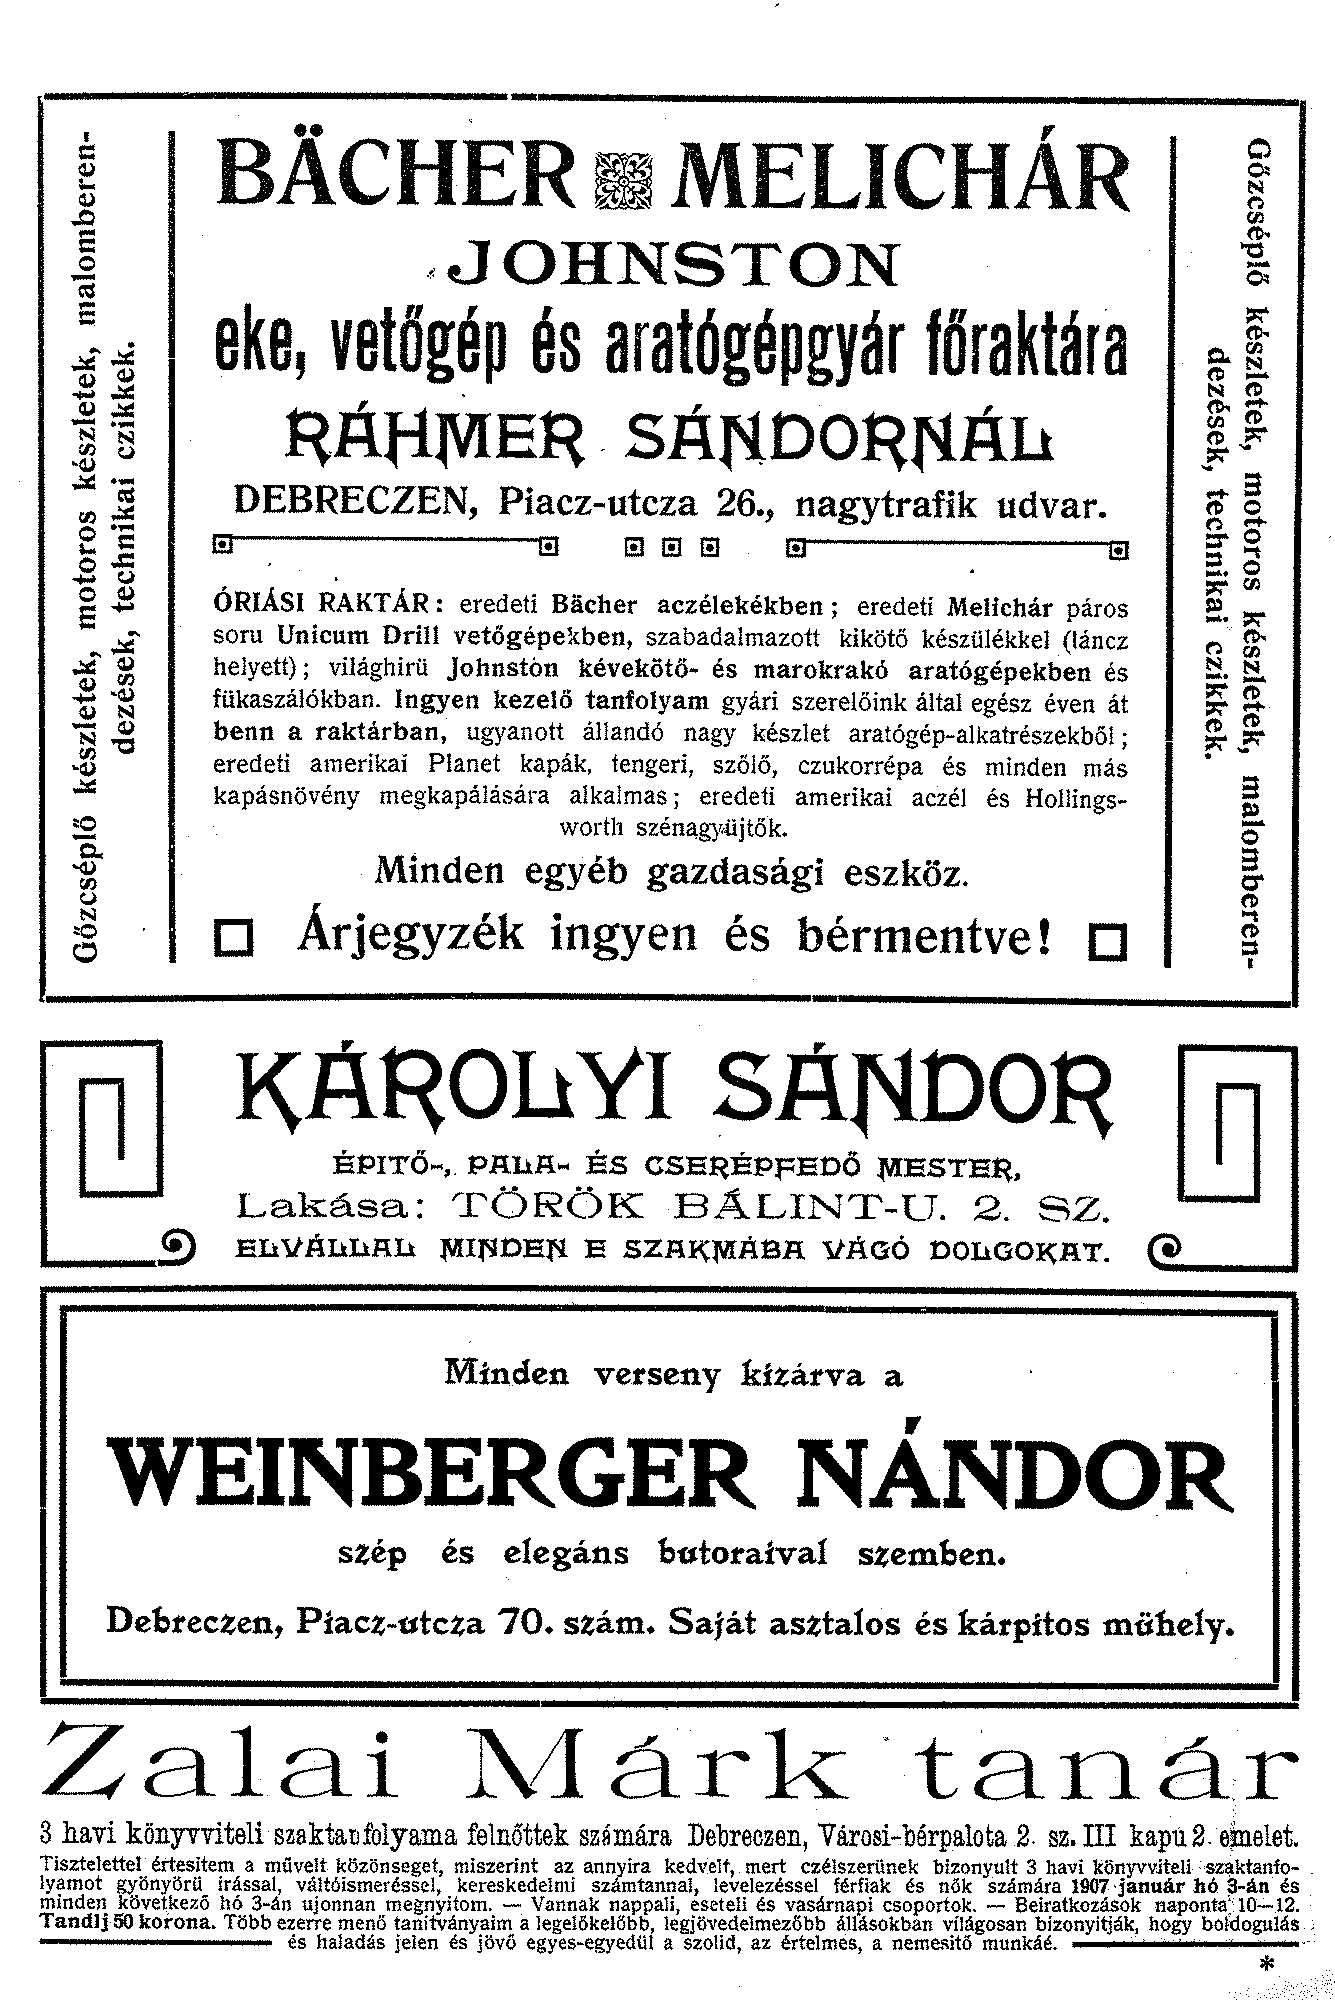 Gőzcséplő készletek, motoros készletek, malomberen-
dezések, technikai czikkek.
BÄCHER MELICHÁR
JOHNSTON
eke, vetőgép és aratógépgyár főraktára
RÁHMER SÁNDORNÁL
DEBRECZEN, Piacz-utcza 26., nagytrafik udvar.
ÓRIÁSI RAKTÁR: eredeti Bächer aczélekékben; eredeti Melichár páros
soru Unicum Drill vetőgépekben, szabadalmazott kikötő készülékkel (láncz
helyett); világhirü Johnston kévekötő- és marokrakó aratógépekben és
fükaszálókban. Ingyen kezelő tanfolyam gyári szerelőink által egész éven át
benn a raktárban, ugyanott állandó nagy készlet aratógép-alkatrészekből;
eredeti amerikai Planet kapák, tengeri, szőlő, czukorrépa és minden más
kapásnövény megkapálására alkalmas; eredeti amerikai aczél és Hollings-
worth szénagyüjtők.
Minden egyéb gazdasági eszköz.
Árjegyzék ingyen és bérmentve!
Gőzcséplő készletek, motoros készletek, malomberen-
dezések, technikai czikkek.
KÁROLYI SÁNDOR
ÉPITŐ-, PALA- ÉS CSERÉPFEDŐ MESTER,
Lakása: TÖRÖK BÁLINT-U. 2. SZ.
ELVÁLLAL MINDEN E SZAKMÁBA VÁGÓ DOLGOKAT.
Minden verseny kizárva a
WEINBERGER NÁNDOR
szép és elegáns butoraival szemben.
Debreczen, Piacz-utcza 70. szám. Saját asztalos és kárpitos mühely.
Zalai Márk tanár
3 havi könyvviteli szaktanfolyama felnőttek számára Debreczen, Városi-bérpalota 2. sz. III kapu 2. emelet.
Tisztelettel értesitem a müvelt közönseget, miszerint az annyira kedvelt, mert czélszerünek bizonyult 3 havi könyvviteli szaktanfo-
lyamot gyönyörü irással, váltóismeréssel, kereskedelmi számtannal, levelezéssel férfiak és nők számára 1907 január hó 3-án és
minden következő hó 3-án ujonnan megnyitom. — Vannak nappali, eseteli és vasárnapi csoportok. — Beiratkozások naponta 10—12.
Tandij 50 korona. Több ezerre menő tanitványaim a legelőkelőbb, legjövedelmezőbb állásokban világosan bizonyitják, hogy boldogulás
és haladás jelen és jövő egyes-egyedül a szolid, az értelmes, a nemesitő munkáé.
*